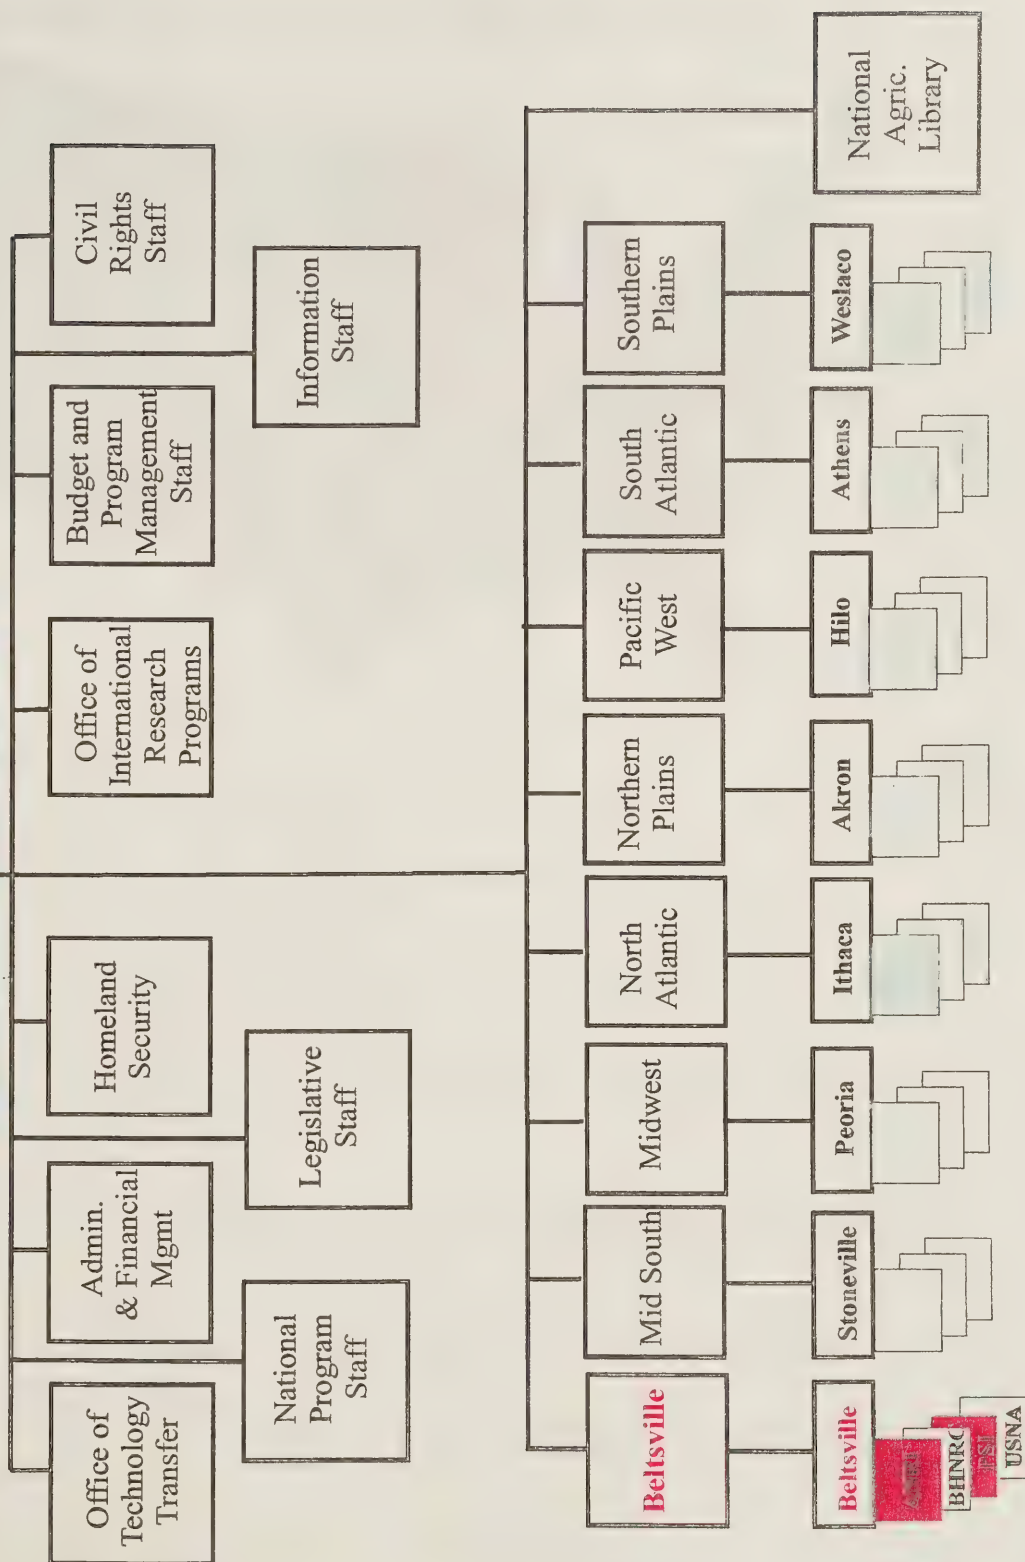 Office of
Technology
Transfer
Admin.
& Financial
Mgmt
Homeland
Security
Office of
International
Research
Programs
Budget and
Program
Management
Staff
Civil
Rights
Staff
National
Program
Staff
Legislative
Staff
Information
Staff
Beltsville
Mid South
Midwest
North
Atlantic
Northern
Plains
Pacific
West
South
Atlantic
Southern
Plains
National
Agric.
Library
Beltsville
Stoneville
Peoria
Ithaca
Akron
Hilo
Athens
Weslaco
BHNRC
PSI
USNA